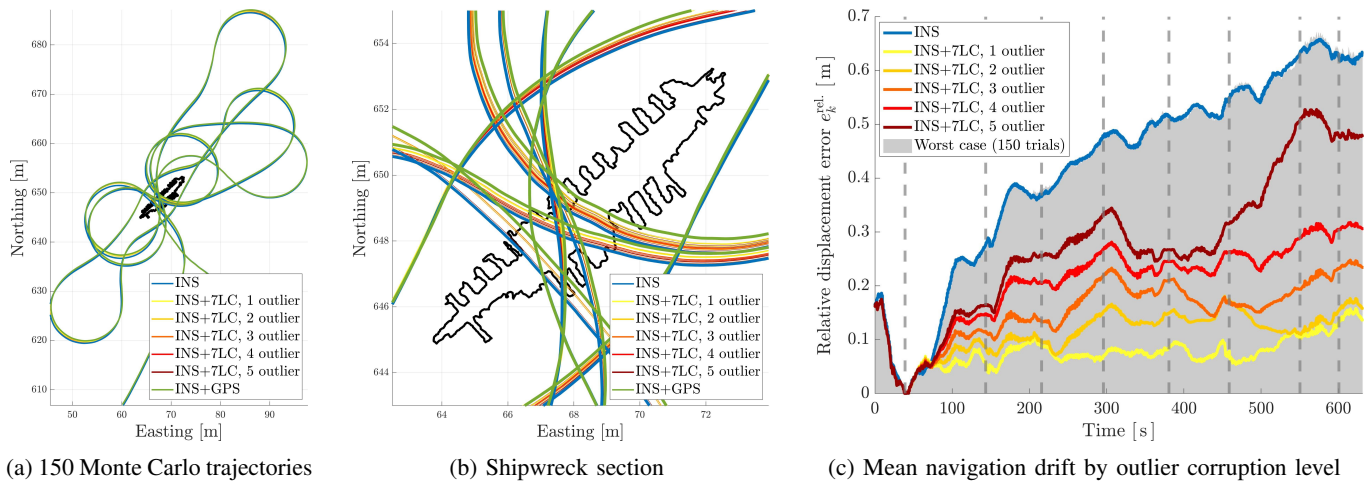 680
670
660
650
640
630
620
610
50
60
70
80
90
Northing [m]
Easting [m]
INS
INS+7LC, 1 outlier
INS+7LC, 2 outlier
INS+7LC, 3 outlier
INS+7LC, 4 outlier
INS+7LC, 5 outlier
INS+GPS
(a) 150 Monte Carlo trajectories
654
652
650
648
646
644
64
66
68
70
72
Northing [m]
Easting [m]
INS
INS+7LC, 1 outlier
INS+7LC, 2 outlier
INS+7LC, 3 outlier
INS+7LC, 4 outlier
INS+7LC, 5 outlier
INS+GPS
(b) Shipwreck section
0.7
0.6
0.5
0.4
0.3
0.2
0.1
0
0
100
200
300
400
500
600
Relative displacement error e_k^rel. [m]
Time [s]
INS
INS+7LC, 1 outlier
INS+7LC, 2 outlier
INS+7LC, 3 outlier
INS+7LC, 4 outlier
INS+7LC, 5 outlier
Worst case (150 trials)
(c) Mean navigation drift by outlier corruption level